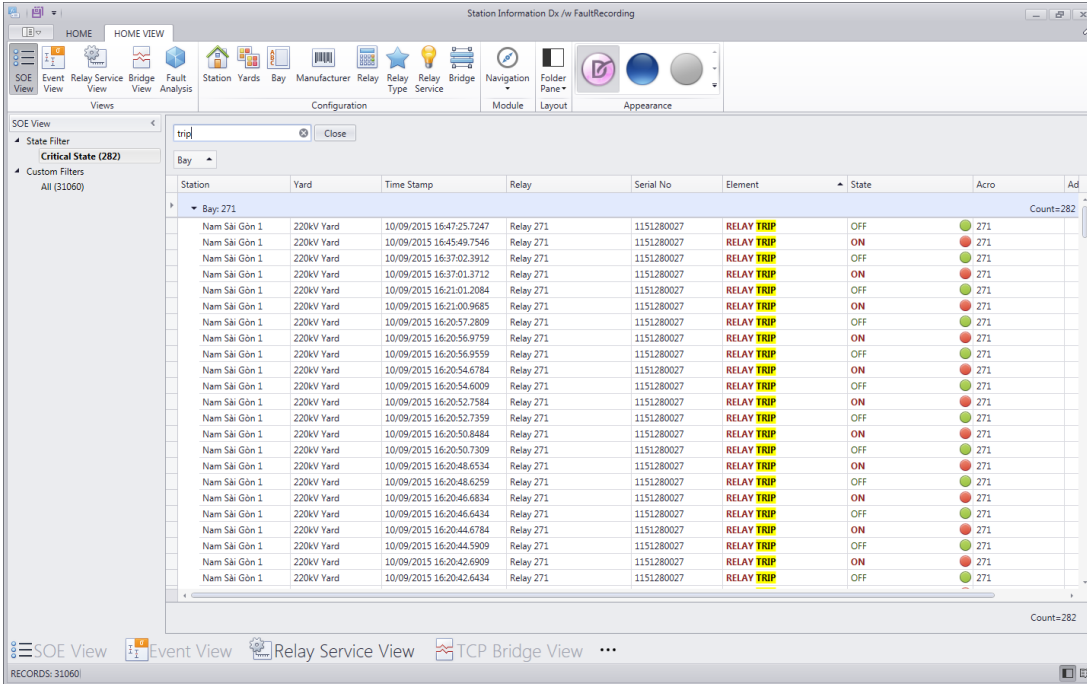 Station Information Dx /w FaultRecording
HOME HOME VIEW
SOE View Event View Relay Service View Bridge View Fault Analysis Station Yards Bay Manufacturer Relay Relay Type Relay Service Bridge Navigation Folder Pane
Views Configuration Module Layout Appearance
SOE View
State Filter
Critical State (282)
Custom Filters
All (31060)
trip Close
Bay
Station Yard Time Stamp Relay Serial No Element State Acro Ad
Bay: 271 Count=282
Nam Sài Gòn 1 220kV Yard 10/09/2015 16:47:25.7247 Relay 271 1151280027 RELAY TRIP OFF 271
Nam Sài Gòn 1 220kV Yard 10/09/2015 16:45:49.7546 Relay 271 1151280027 RELAY TRIP ON 271
Nam Sài Gòn 1 220kV Yard 10/09/2015 16:37:02.3912 Relay 271 1151280027 RELAY TRIP OFF 271
Nam Sài Gòn 1 220kV Yard 10/09/2015 16:37:01.3712 Relay 271 1151280027 RELAY TRIP ON 271
Nam Sài Gòn 1 220kV Yard 10/09/2015 16:21:01.2084 Relay 271 1151280027 RELAY TRIP OFF 271
Nam Sài Gòn 1 220kV Yard 10/09/2015 16:21:00.9685 Relay 271 1151280027 RELAY TRIP ON 271
Nam Sài Gòn 1 220kV Yard 10/09/2015 16:20:57.2809 Relay 271 1151280027 RELAY TRIP OFF 271
Nam Sài Gòn 1 220kV Yard 10/09/2015 16:20:56.9759 Relay 271 1151280027 RELAY TRIP ON 271
Nam Sài Gòn 1 220kV Yard 10/09/2015 16:20:56.9559 Relay 271 1151280027 RELAY TRIP OFF 271
Nam Sài Gòn 1 220kV Yard 10/09/2015 16:20:54.6784 Relay 271 1151280027 RELAY TRIP ON 271
Nam Sài Gòn 1 220kV Yard 10/09/2015 16:20:54.6009 Relay 271 1151280027 RELAY TRIP OFF 271
Nam Sài Gòn 1 220kV Yard 10/09/2015 16:20:52.7584 Relay 271 1151280027 RELAY TRIP ON 271
Nam Sài Gòn 1 220kV Yard 10/09/2015 16:20:52.7359 Relay 271 1151280027 RELAY TRIP OFF 271
Nam Sài Gòn 1 220kV Yard 10/09/2015 16:20:50.8484 Relay 271 1151280027 RELAY TRIP ON 271
Nam Sài Gòn 1 220kV Yard 10/09/2015 16:20:50.7309 Relay 271 1151280027 RELAY TRIP OFF 271
Nam Sài Gòn 1 220kV Yard 10/09/2015 16:20:48.6534 Relay 271 1151280027 RELAY TRIP ON 271
Nam Sài Gòn 1 220kV Yard 10/09/2015 16:20:48.6259 Relay 271 1151280027 RELAY TRIP OFF 271
Nam Sài Gòn 1 220kV Yard 10/09/2015 16:20:46.6834 Relay 271 1151280027 RELAY TRIP ON 271
Nam Sài Gòn 1 220kV Yard 10/09/2015 16:20:46.6434 Relay 271 1151280027 RELAY TRIP OFF 271
Nam Sài Gòn 1 220kV Yard 10/09/2015 16:20:44.6784 Relay 271 1151280027 RELAY TRIP ON 271
Nam Sài Gòn 1 220kV Yard 10/09/2015 16:20:44.5909 Relay 271 1151280027 RELAY TRIP OFF 271
Nam Sài Gòn 1 220kV Yard 10/09/2015 16:20:42.6909 Relay 271 1151280027 RELAY TRIP ON 271
Nam Sài Gòn 1 220kV Yard 10/09/2015 16:20:42.6434 Relay 271 1151280027 RELAY TRIP OFF 271
Count=282
SOE View Event View Relay Service View TCP Bridge View ...
RECORDS: 31060